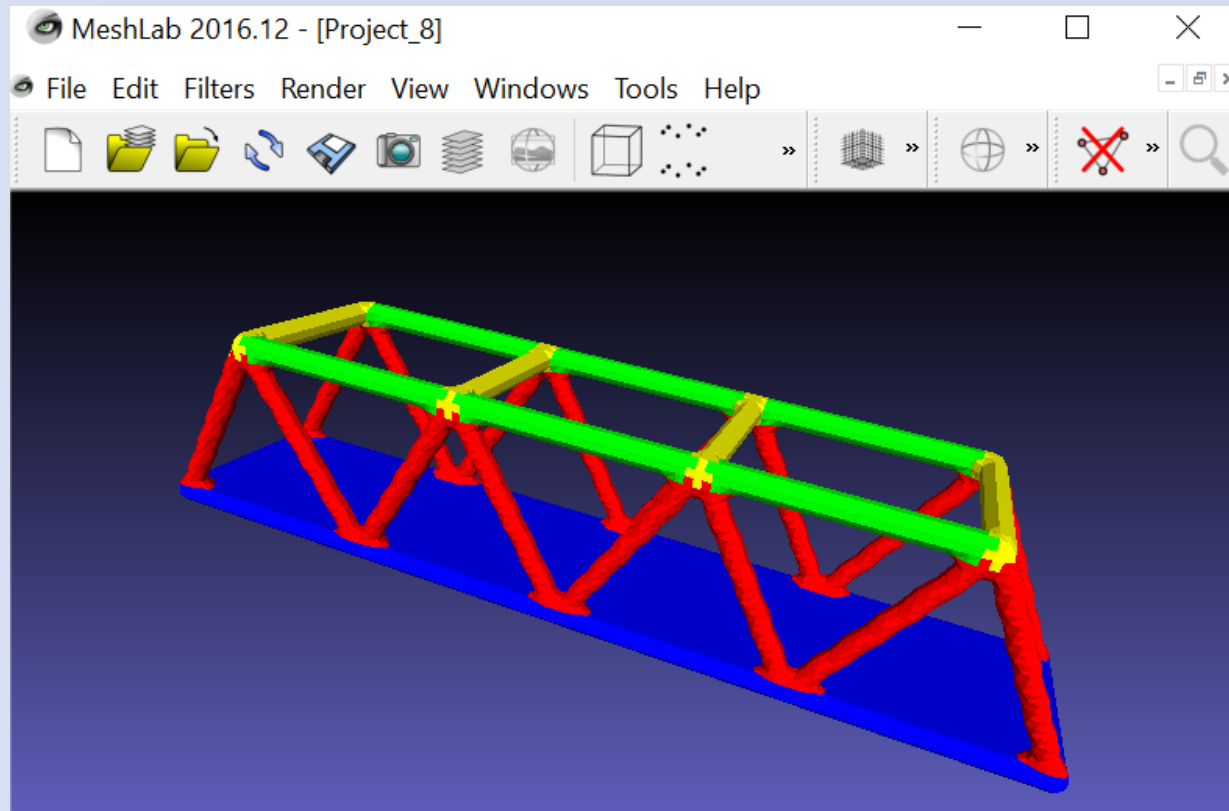 MeshLab 2016.12 - [Project_8]
File Edit Filters Render View Windows Tools Help